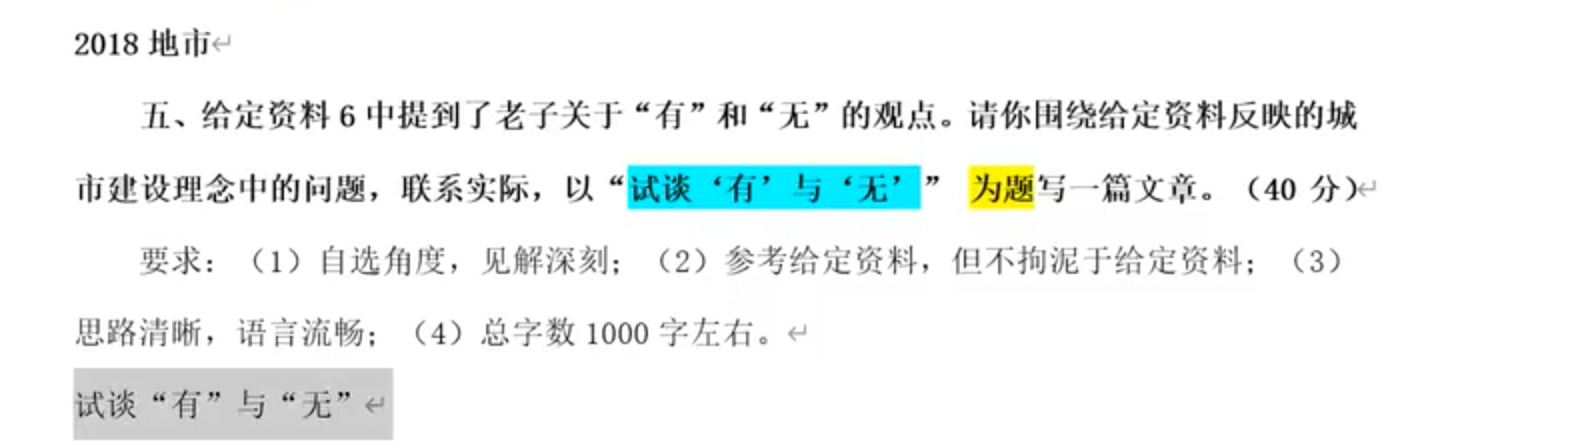 2018 地市
五、给定资料 6 中提到了老子关于“有”和“无”的观点。请你围绕给定资料反映的城
市建设理念中的问题，联系实际，以“试谈‘有’与‘无’” 为题写一篇文章。（40 分）
要求：（1）自选角度，见解深刻；（2）参考给定资料，但不拘泥于给定资料；（3）
思路清晰，语言流畅；（4）总字数 1000 字左右。
试谈“有”与“无”